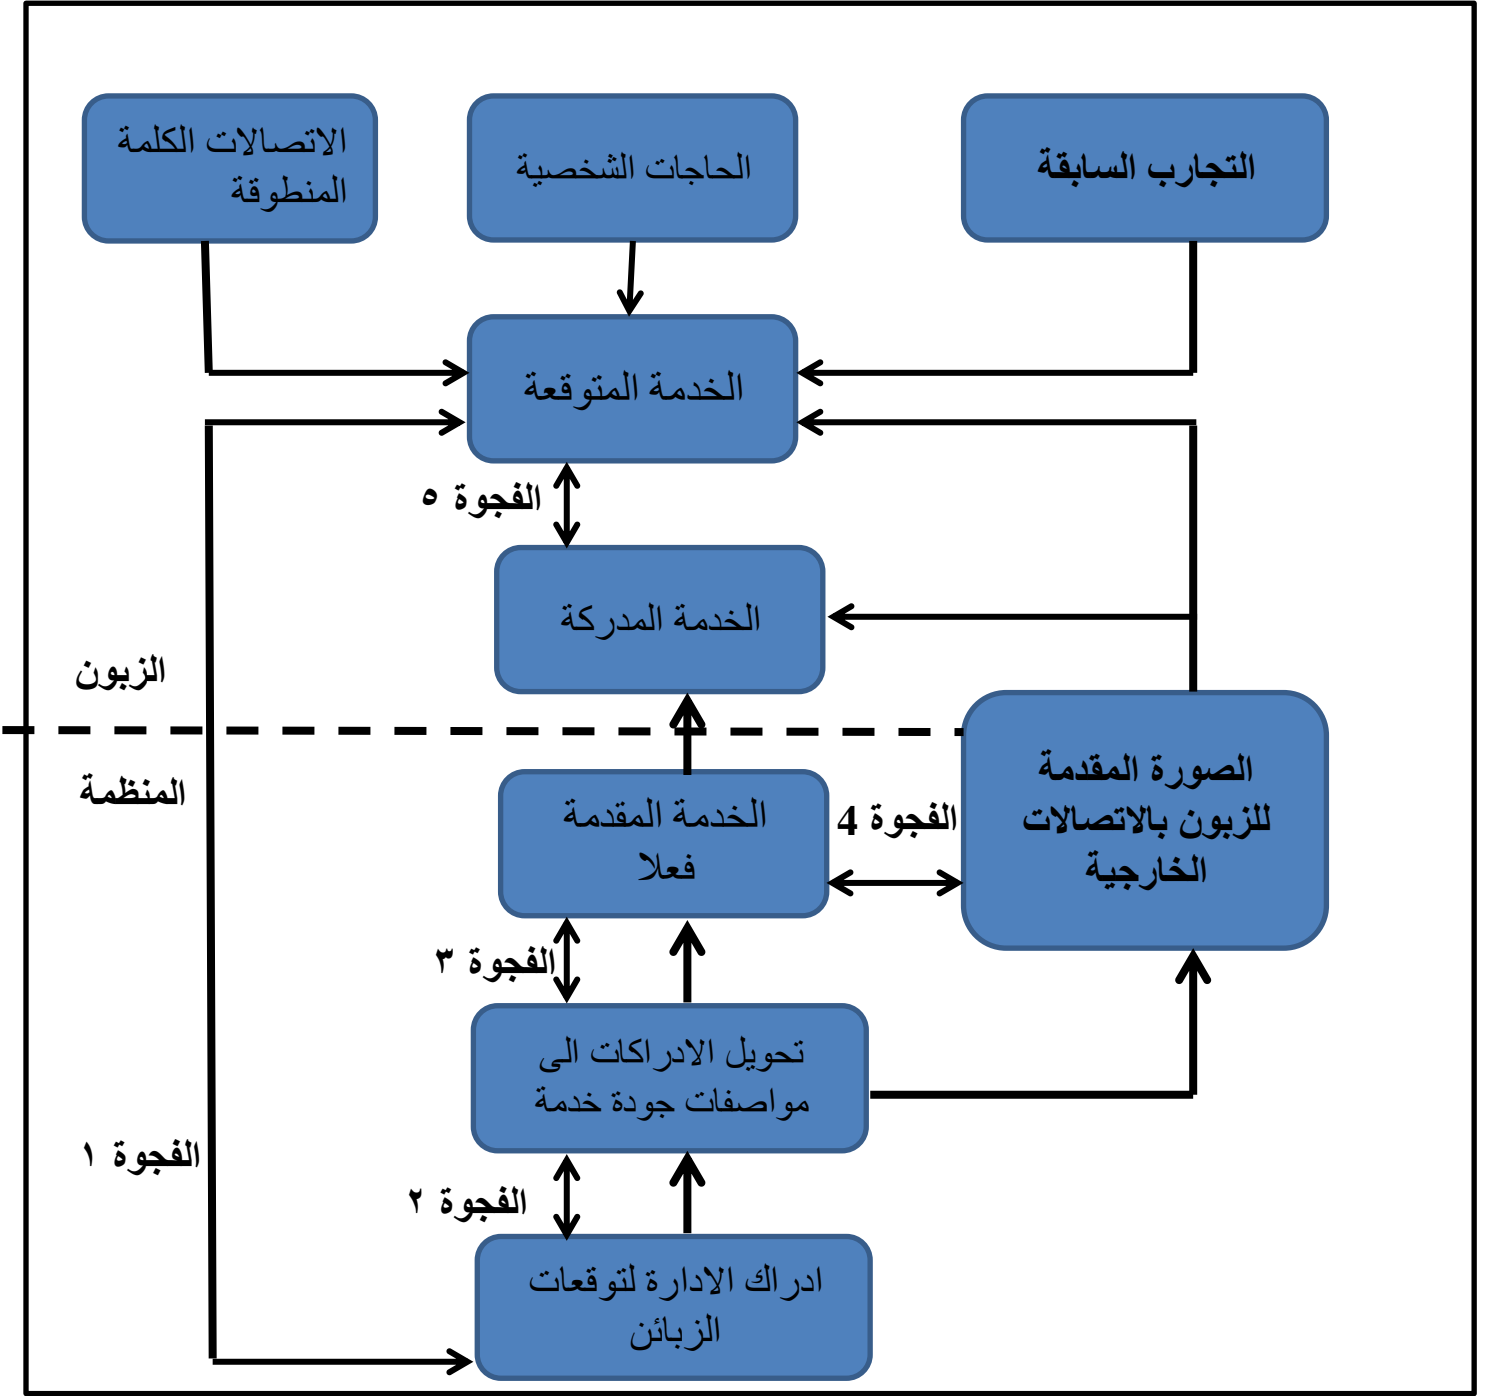 التجارب السابقة
الحاجات الشخصية
الاتصالات الكلمة
المنطوقة
الخدمة المتوقعة
الفجوة ٥
الخدمة المدركة
الزبون
المنظمة
الصورة المقدمة
للزبون بالاتصالات
الخارجية
الفجوة 4
الخدمة المقدمة
فعلا
الفجوة ٣
تحويل الادراكات الى
مواصفات جودة خدمة
الفجوة ١
الفجوة ٢
ادراك الادارة لتوقعات
الزبائن